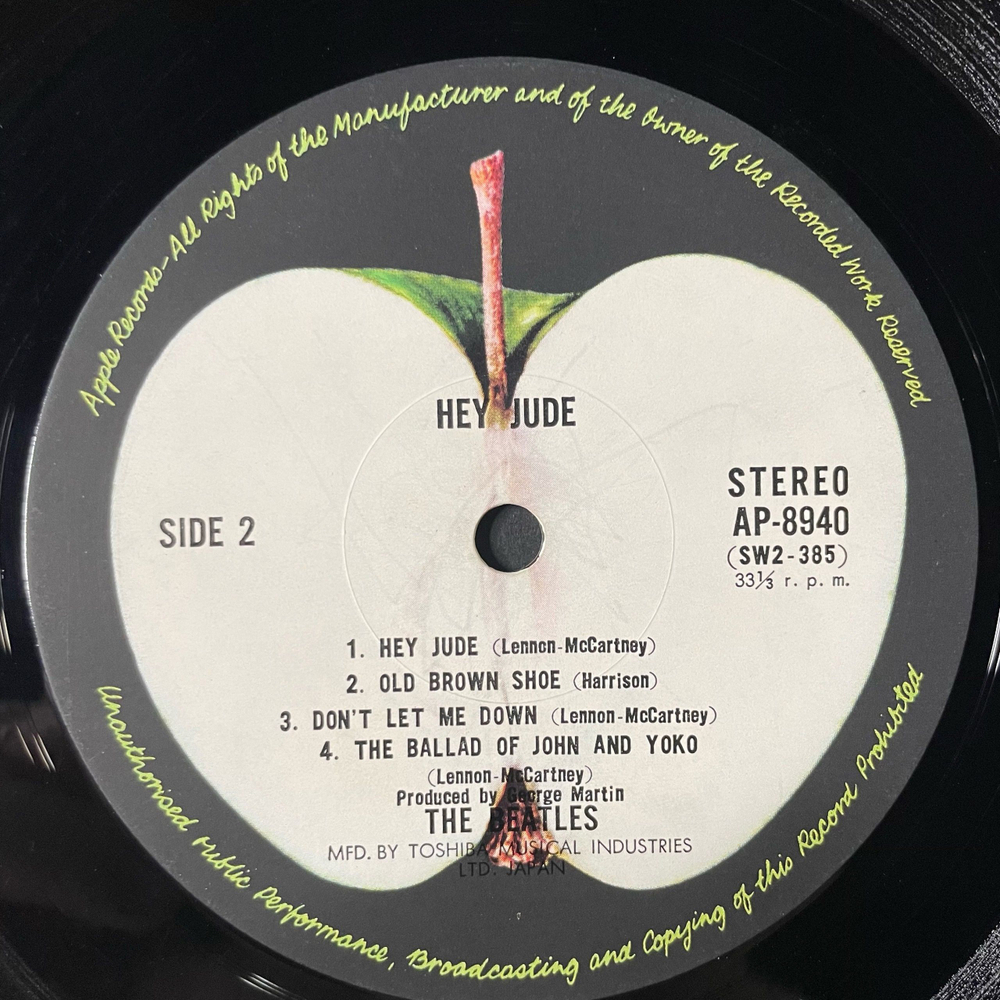 Apple Records-All Rights of the Manufacturer and of the Owner of the Recorded Work Reserved
HEY JUDE
STEREO
AP-8940
(SW2-385)
33⅓ r. p. m.
SIDE 2
1. HEY JUDE (Lennon-McCartney)
2. OLD BROWN SHOE (Harrison)
3. DON'T LET ME DOWN (Lennon-McCartney)
4. THE BALLAD OF JOHN AND YOKO
(Lennon-McCartney)
Produced by George Martin
THE BEATLES
MFD. BY TOSHIBA MUSICAL INDUSTRIES
LTD. JAPAN
Unauthorised Public Performance, Broadcasting and Copying of this Record Prohibited